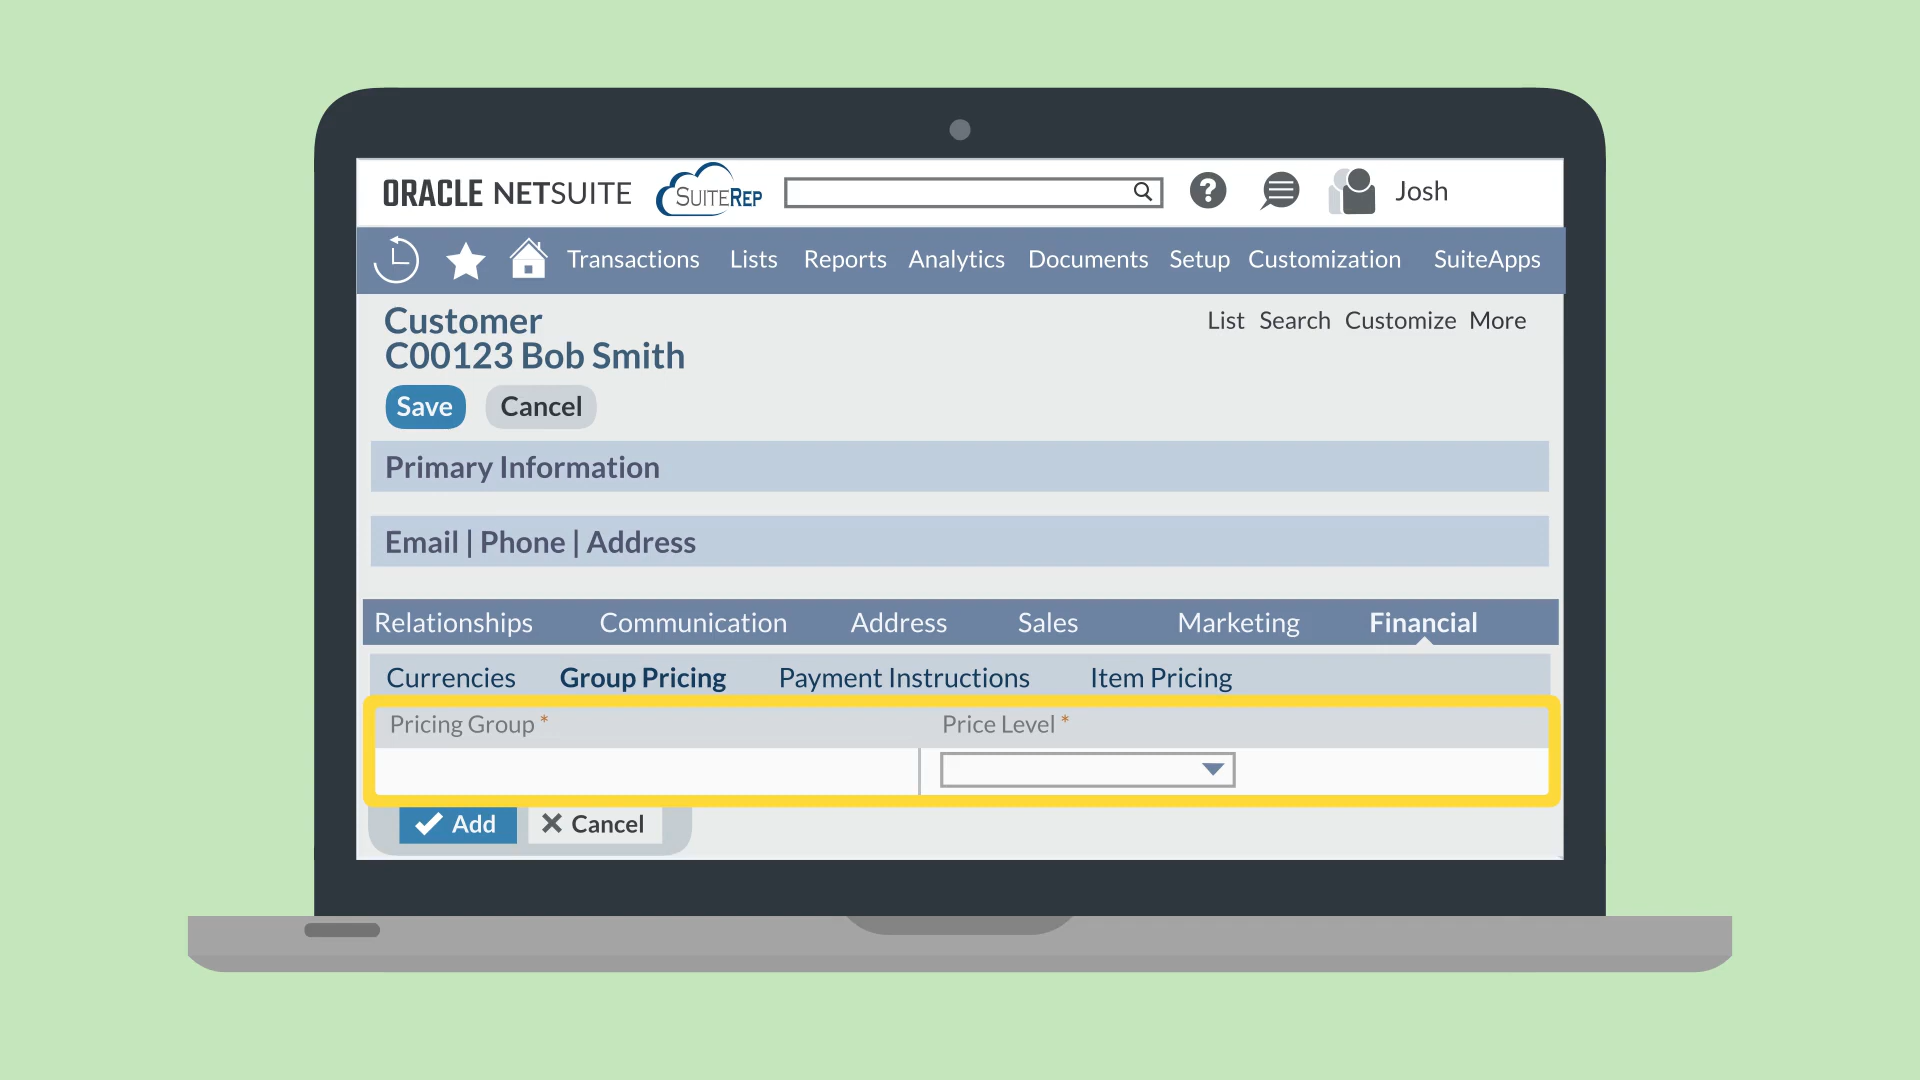 ORACLE NETSUITE SUITEREP ? Josh
Transactions Lists Reports Analytics Documents Setup Customization SuiteApps
Customer List Search Customize More
C00123 Bob Smith
Save Cancel
Primary Information
Email | Phone | Address
Relationships Communication Address Sales Marketing Financial
Currencies Group Pricing Payment Instructions Item Pricing
Pricing Group * Price Level *
Add Cancel